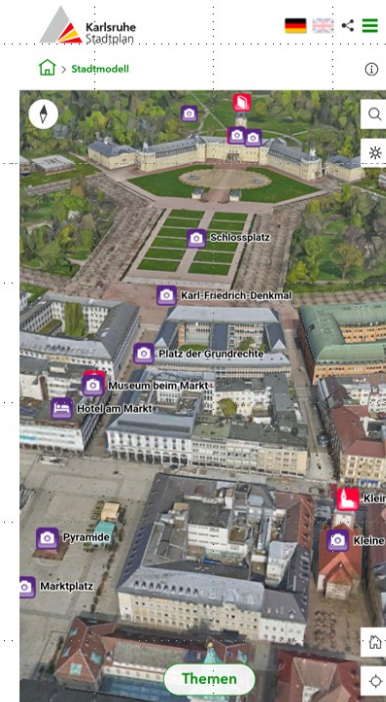 Karlsruhe
Stadtplan
> Stadtmodell
Schlossplatz
Karl-Friedrich-Denkmal
Platz der Grundrechte
Museum beim Markt
Hotel am Markt
Klei
Pyramide
Kleine
Marktplatz
Themen